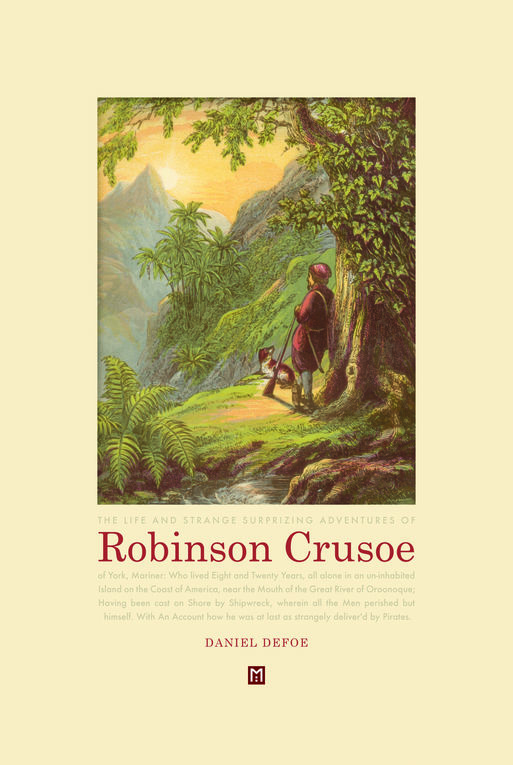 THE LIFE AND STRANGE SURPRIZING ADVENTURES OF
Robinson Crusoe
of York, Mariner: Who lived Eight and Twenty Years, all alone in an un-inhabited
Island on the Coast of America, near the Mouth of the Great River of Oroonoque;
Having been cast on Shore by Shipwreck, wherein all the Men perished but
himself. With An Account how he was at last as strangely deliver'd by Pirates.
DANIEL DEFOE
M